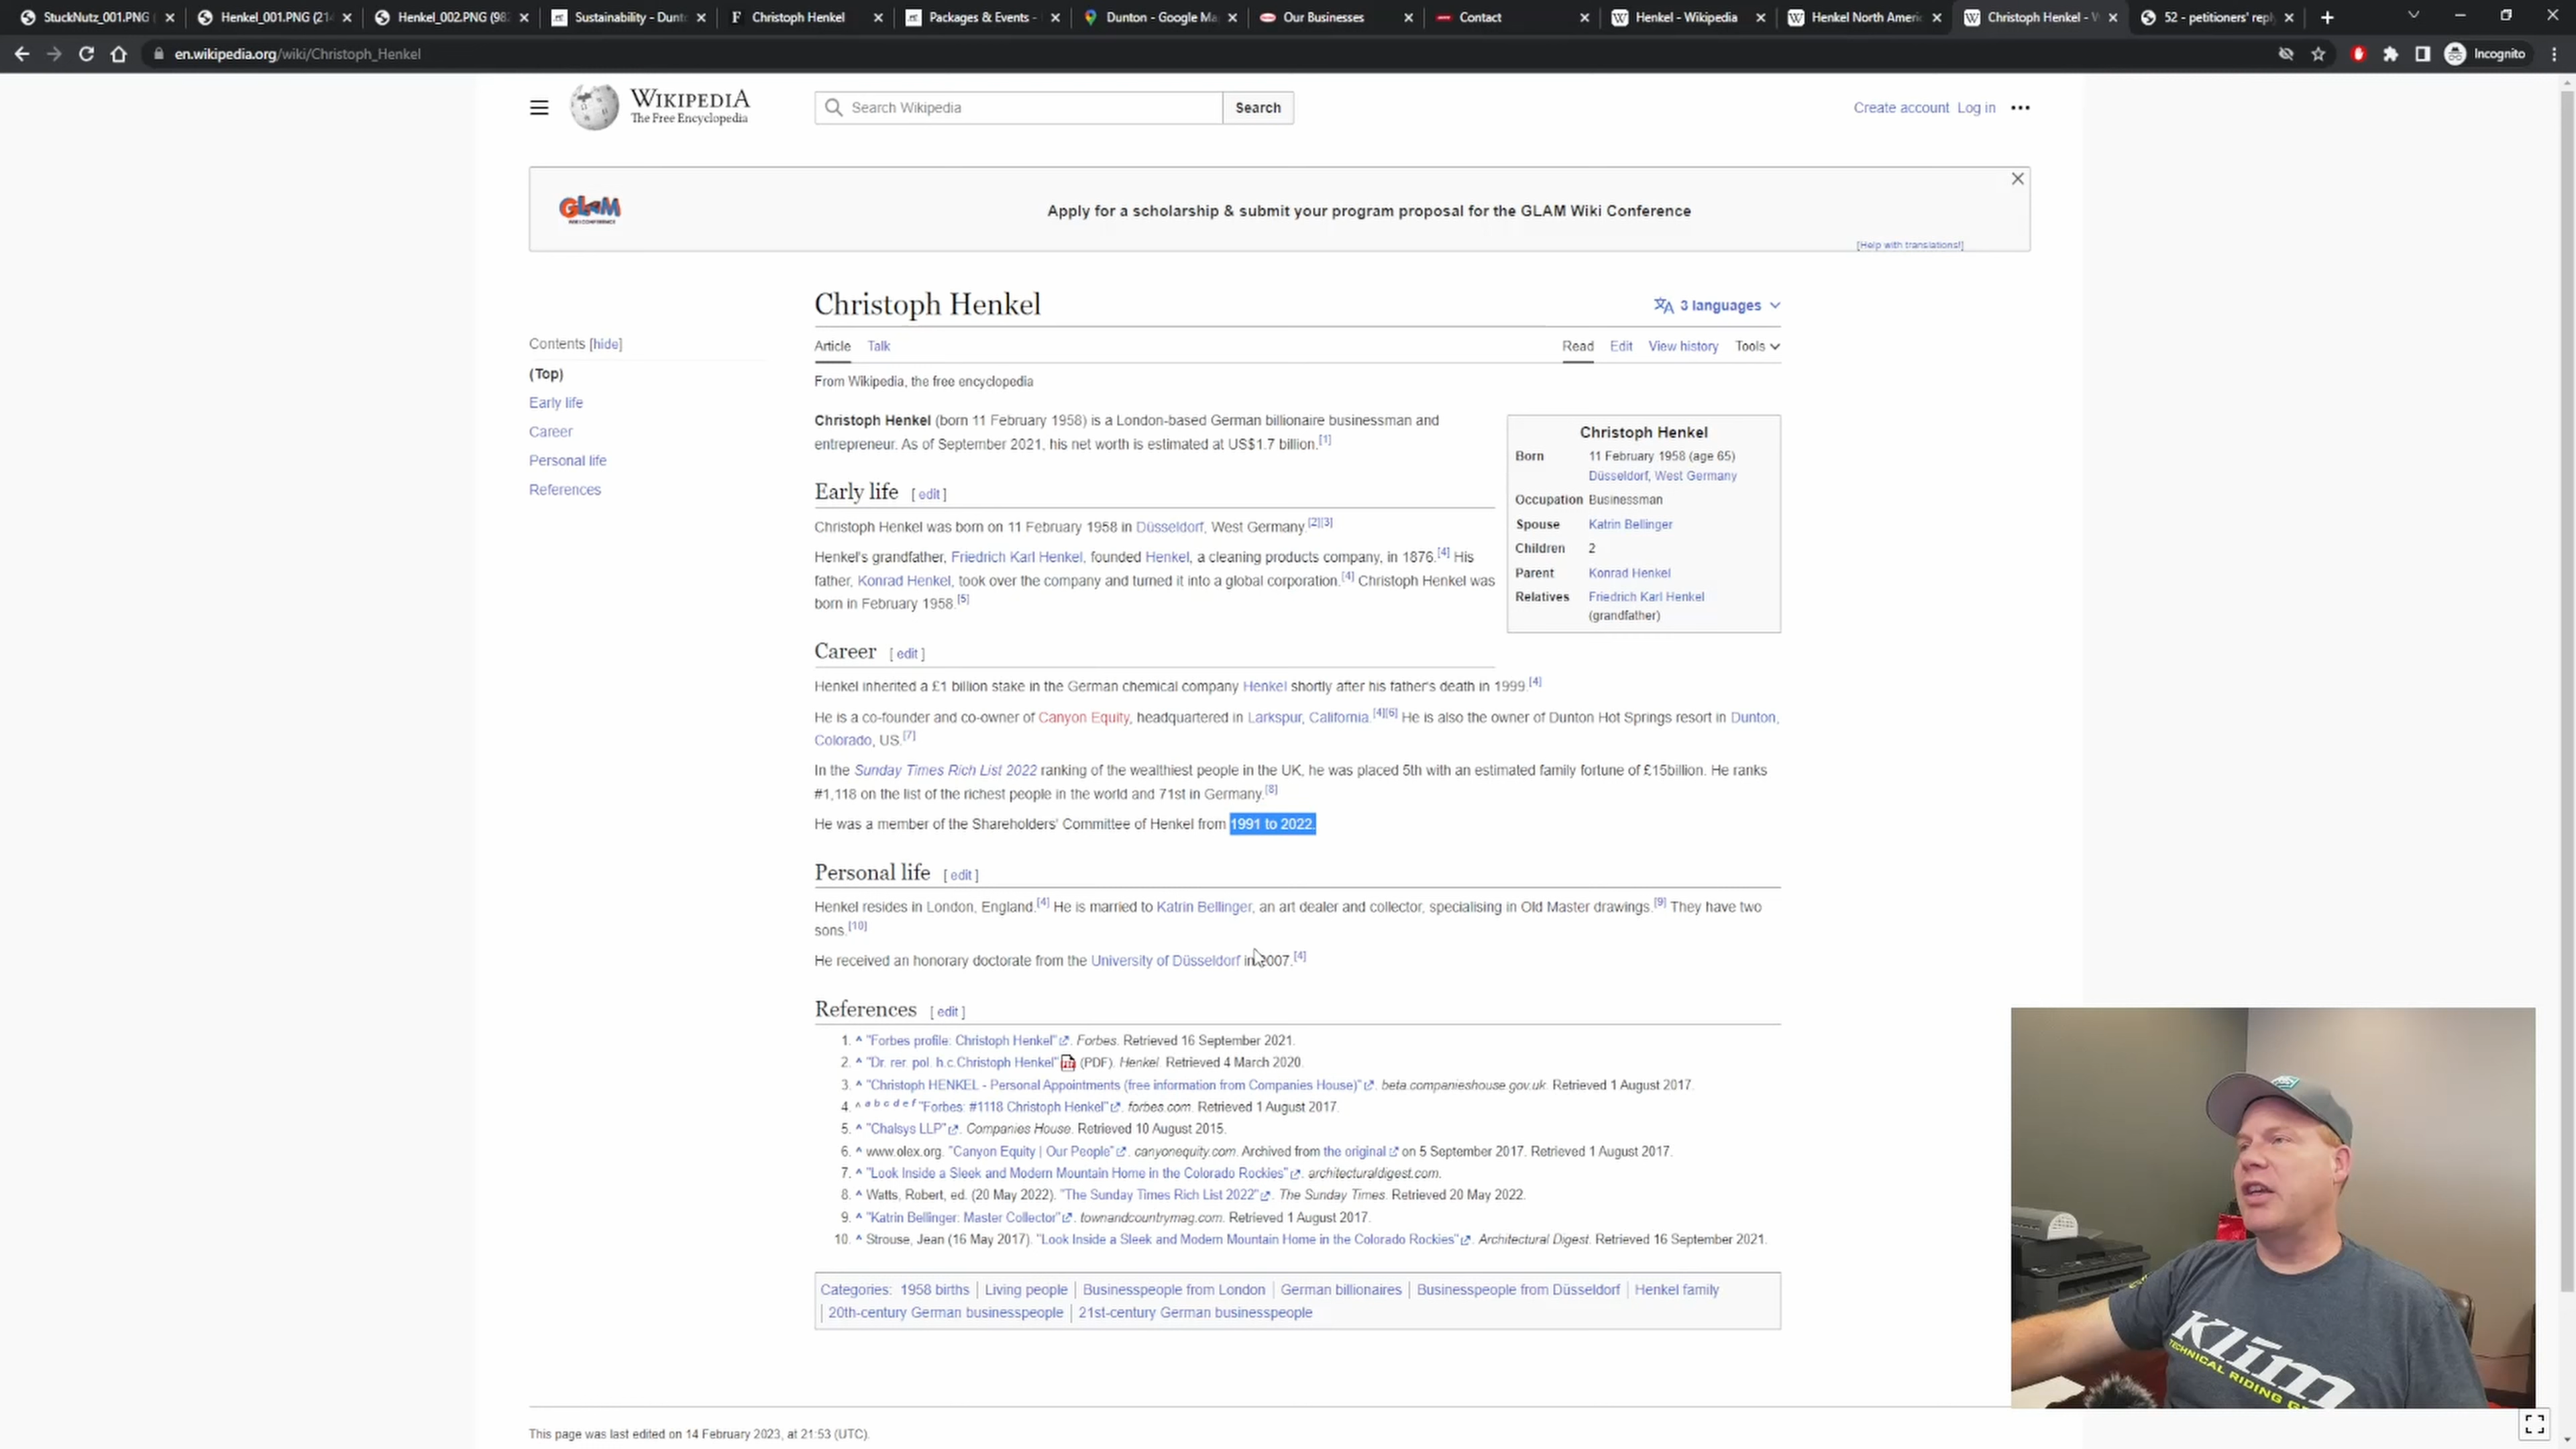 StuckNutz_001.PNG
Henkel_001.PNG (214
Henkel_002.PNG (982
Sustainability - Dunto
Christoph Henkel
Packages & Events -
Dunton - Google Ma
Our Businesses
Contact
Henkel - Wikipedia
Henkel North Americ
Christoph Henkel - W
52 - petitioners' reply
en.wikipedia.org/wiki/Christoph_Henkel
Incognito
WIKIPEDIA
The Free Encyclopedia
Search Wikipedia
Search
Create account Log in
GLAM
WIKI CONFERENCE
Apply for a scholarship & submit your program proposal for the GLAM Wiki Conference
[Help with translations!]
Christoph Henkel
3 languages
Contents [hide]
(Top)
Early life
Career
Personal life
References
Article Talk
Read Edit View history Tools
From Wikipedia, the free encyclopedia
Christoph Henkel (born 11 February 1958) is a London-based German billionaire businessman and
entrepreneur. As of September 2021, his net worth is estimated at US$1.7 billion.[1]
Christoph Henkel
Born 11 February 1958 (age 65)
Düsseldorf, West Germany
Occupation Businessman
Spouse Katrin Bellinger
Children 2
Parent Konrad Henkel
Relatives Friedrich Karl Henkel
(grandfather)
Early life [ edit ]
Christoph Henkel was born on 11 February 1958 in Düsseldorf, West Germany.[2][3]
Henkel's grandfather, Friedrich Karl Henkel, founded Henkel, a cleaning products company, in 1876.[4] His
father, Konrad Henkel, took over the company and turned it into a global corporation.[4] Christoph Henkel was
born in February 1958.[5]
Career [ edit ]
Henkel inherited a £1 billion stake in the German chemical company Henkel shortly after his father's death in 1999.[4]
He is a co-founder and co-owner of Canyon Equity, headquartered in Larkspur, California.[4][6] He is also the owner of Dunton Hot Springs resort in Dunton,
Colorado, US.[7]
In the Sunday Times Rich List 2022 ranking of the wealthiest people in the UK, he was placed 5th with an estimated family fortune of £15billion. He ranks
#1,118 on the list of the richest people in the world and 71st in Germany.[8]
He was a member of the Shareholders' Committee of Henkel from 1991 to 2022.
Personal life [ edit ]
Henkel resides in London, England.[4] He is married to Katrin Bellinger, an art dealer and collector, specialising in Old Master drawings.[9] They have two
sons.[10]
He received an honorary doctorate from the University of Düsseldorf in 2007.[4]
References [ edit ]
1. ^ "Forbes profile: Christoph Henkel". Forbes. Retrieved 16 September 2021.
2. ^ "Dr. rer. pol. h.c.Christoph Henkel" (PDF). Henkel. Retrieved 4 March 2020.
3. ^ "Christoph HENKEL - Personal Appointments (free information from Companies House)". beta.companieshouse.gov.uk. Retrieved 1 August 2017.
4. ^ a b c d e f "Forbes: #1118 Christoph Henkel". forbes.com. Retrieved 1 August 2017.
5. ^ "Chalsys LLP". Companies House. Retrieved 10 August 2015.
6. ^ www.olex.org. "Canyon Equity | Our People". canyonequity.com. Archived from the original on 5 September 2017. Retrieved 1 August 2017.
7. ^ "Look Inside a Sleek and Modern Mountain Home in the Colorado Rockies". architecturaldigest.com.
8. ^ Watts, Robert, ed. (20 May 2022). "The Sunday Times Rich List 2022". The Sunday Times. Retrieved 20 May 2022.
9. ^ "Katrin Bellinger: Master Collector". townandcountrymag.com. Retrieved 1 August 2017.
10. ^ Strouse, Jean (16 May 2017). "Look Inside a Sleek and Modern Mountain Home in the Colorado Rockies". Architectural Digest. Retrieved 16 September 2021.
Categories: 1958 births | Living people | Businesspeople from London | German billionaires | Businesspeople from Düsseldorf | Henkel family
| 20th-century German businesspeople | 21st-century German businesspeople
This page was last edited on 14 February 2023, at 21:53 (UTC).
Klim
TECHNICAL RIDING G